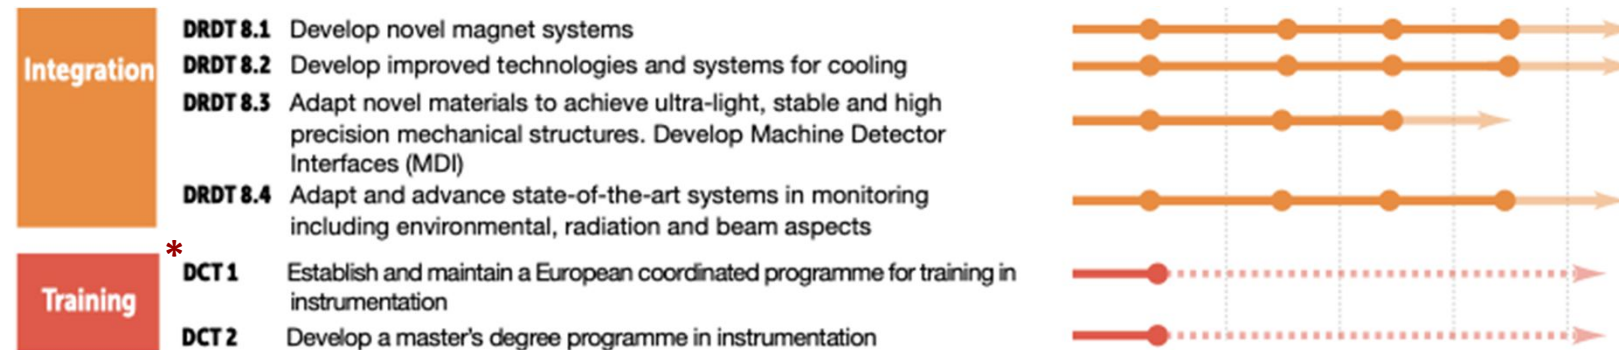 Integration
DRDT 8.1 Develop novel magnet systems
DRDT 8.2 Develop improved technologies and systems for cooling
DRDT 8.3 Adapt novel materials to achieve ultra-light, stable and high
precision mechanical structures. Develop Machine Detector
Interfaces (MDI)
DRDT 8.4 Adapt and advance state-of-the-art systems in monitoring
including environmental, radiation and beam aspects
*
Training
DCT 1 Establish and maintain a European coordinated programme for training in
instrumentation
DCT 2 Develop a master's degree programme in instrumentation